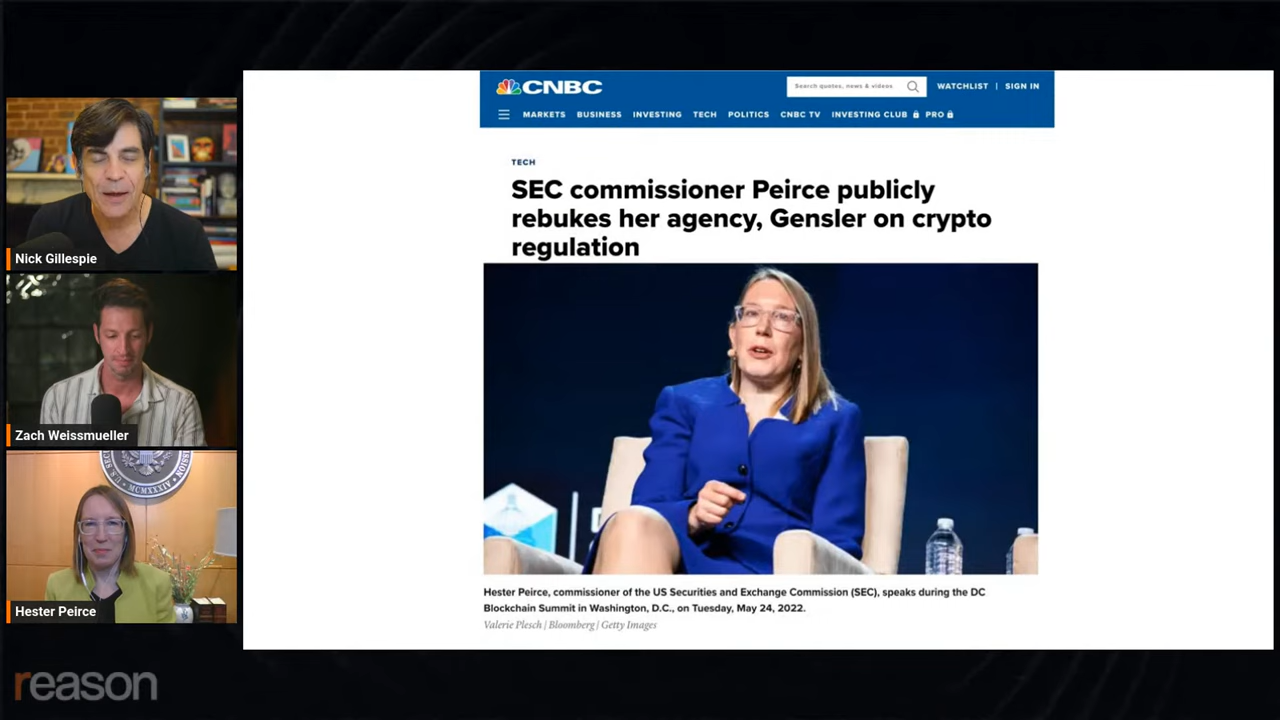 CNBC
Search quotes, news & videos
WATCHLIST | SIGN IN
MARKETS BUSINESS INVESTING TECH POLITICS CNBC TV INVESTING CLUB PRO
TECH
SEC commissioner Peirce publicly
rebukes her agency, Gensler on crypto
regulation
Nick Gillespie
Zach Weissmueller
MCMXXXIV
Hester Peirce
Hester Peirce, commissioner of the US Securities and Exchange Commission (SEC), speaks during the DC
Blockchain Summit in Washington, D.C., on Tuesday, May 24, 2022.
Valerie Plesch | Bloomberg | Getty Images
reason